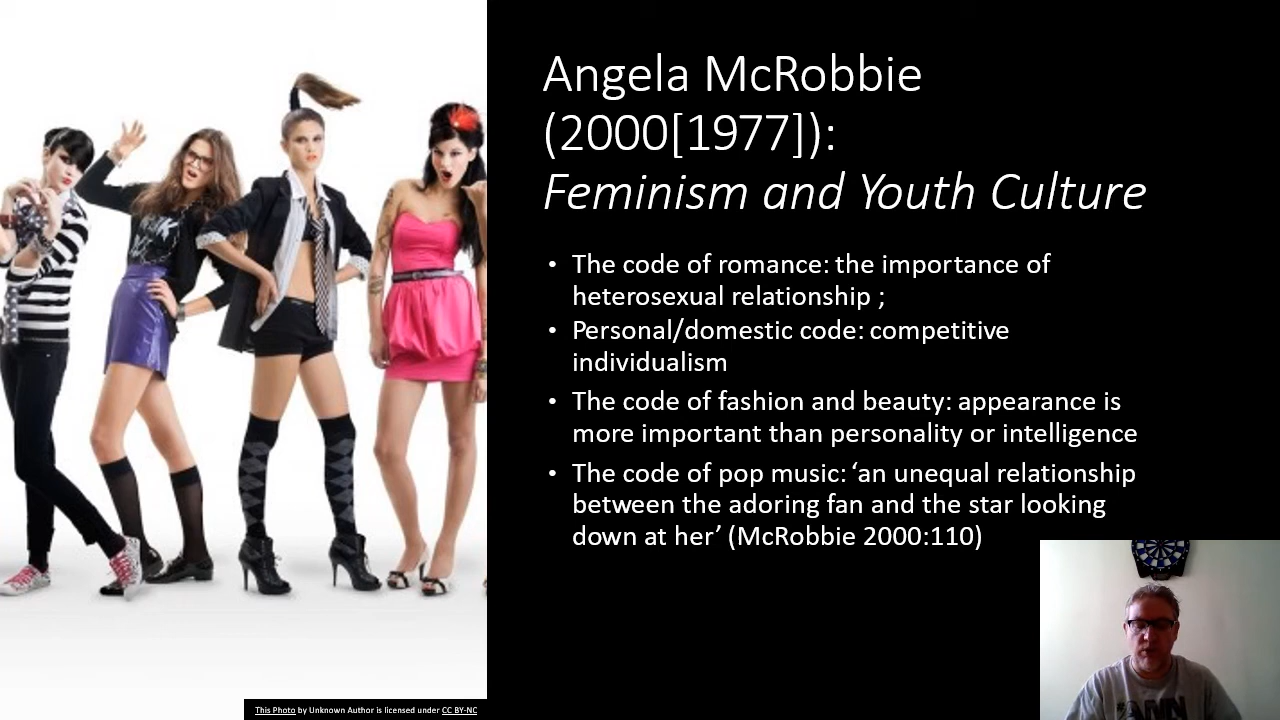 Angela McRobbie
(2000[1977]):
Feminism and Youth Culture
• The code of romance: the importance of
heterosexual relationship ;
• Personal/domestic code: competitive
individualism
• The code of fashion and beauty: appearance is
more important than personality or intelligence
• The code of pop music: ‘an unequal relationship
between the adoring fan and the star looking
down at her’ (McRobbie 2000:110)
This Photo by Unknown Author is licensed under CC BY-NC